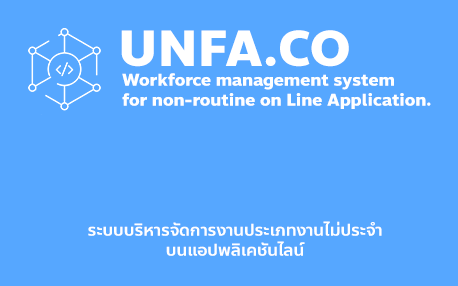 UNFA.CO
Workforce management system
for non-routine on Line Application.
</>
ระบบบริหารจัดการงานประเภทงานไม่ประจำ
บนแอปพลิเคชันไลน์